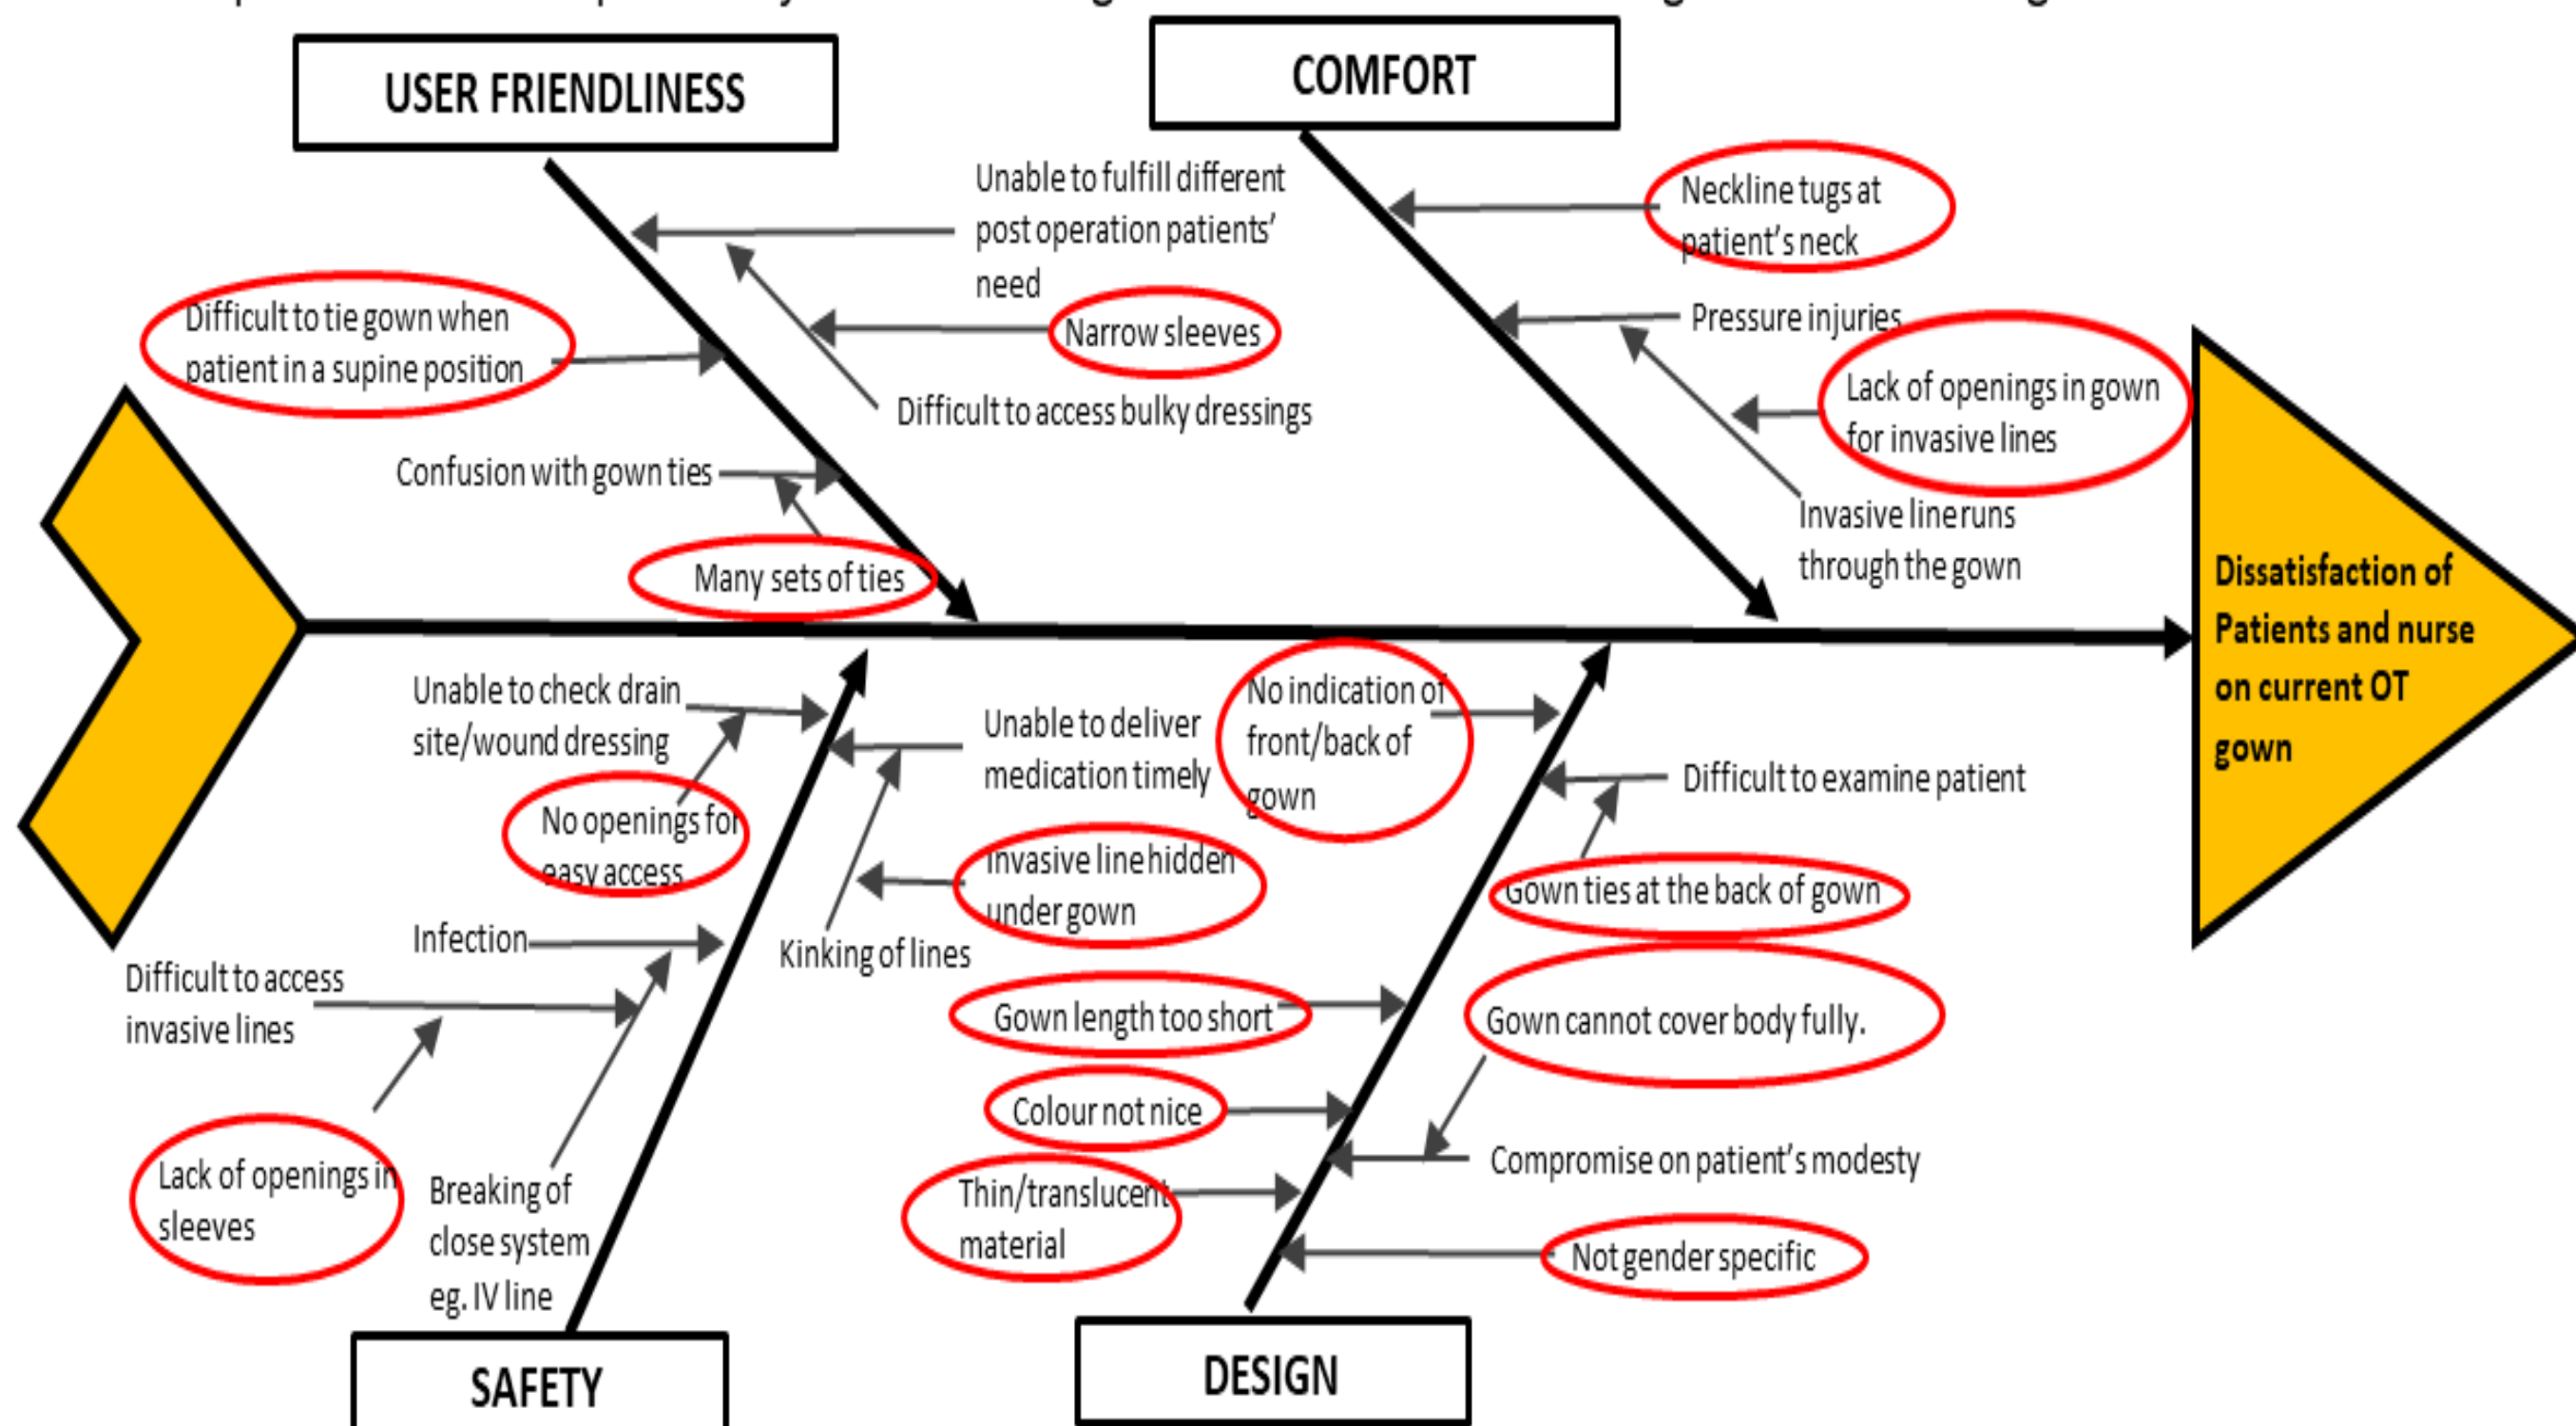 USER FRIENDLINESS
COMFORT
Unable to fulfill different
post operation patients'
need
Neckline tugs at
patient's neck
Difficult to tie gown when
patient in a supine position
Narrow sleeves
Pressure injuries
Difficult to access bulky dressings
Lack of openings in gown
for invasive lines
Confusion with gown ties
Invasive line runs
through the gown
Many sets of ties
Dissatisfaction of
Patients and nurse
on current OT
gown
Unable to check drain
site/wound dressing
Unable to deliver
medication timely
No indication of
front/back of
gown
Difficult to examine patient
No openings for
easy access
Invasive line hidden
under gown
Gown ties at the back of gown
Infection
Kinking of lines
Difficult to access
invasive lines
Gown length too short
Gown cannot cover body fully.
Colour not nice
Compromise on patient's modesty
Lack of openings in
sleeves
Breaking of
close system
eg. IV line
Thin/translucent
material
Not gender specific
SAFETY
DESIGN